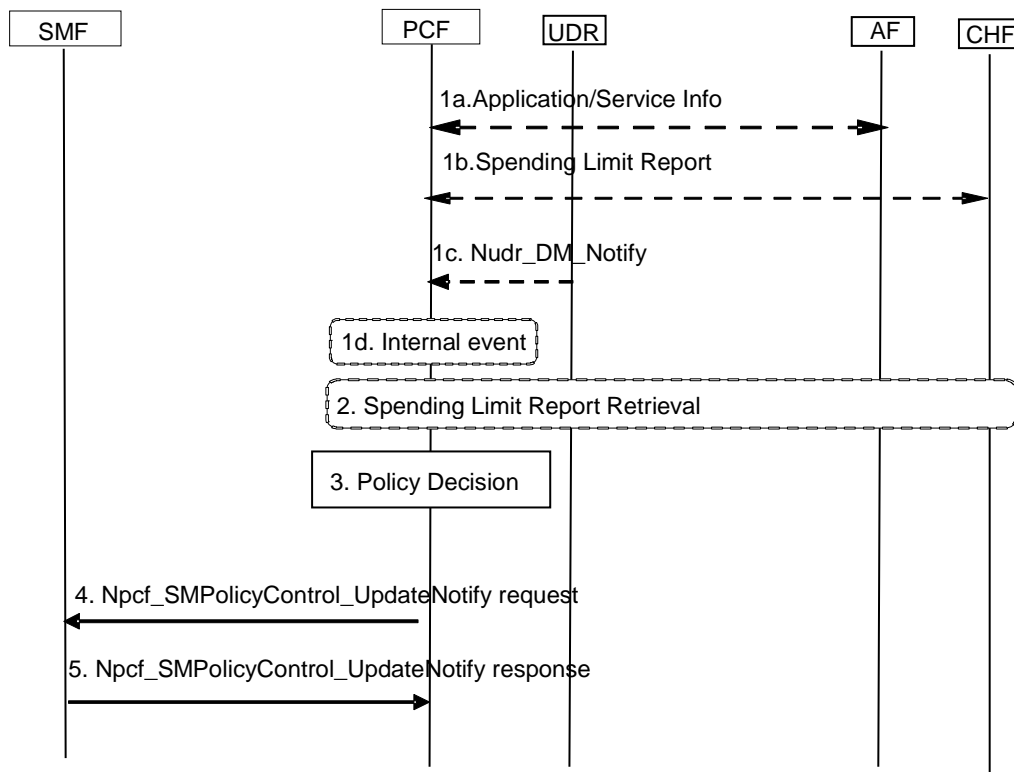 SMF
PCF
UDR
AF
CHF
1a.Application/Service Info
1b.Spending Limit Report
1c. Nudr_DM_Notify
1d. Internal event
2. Spending Limit Report Retrieval
3. Policy Decision
4. Npcf_SMPolicyControl_UpdateNotify request
5. Npcf_SMPolicyControl_UpdateNotify response